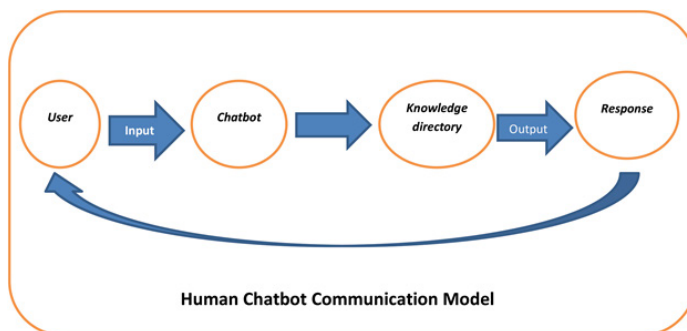 User
Input
Chatbot
Knowledge
directory
Output
Response
Human Chatbot Communication Model